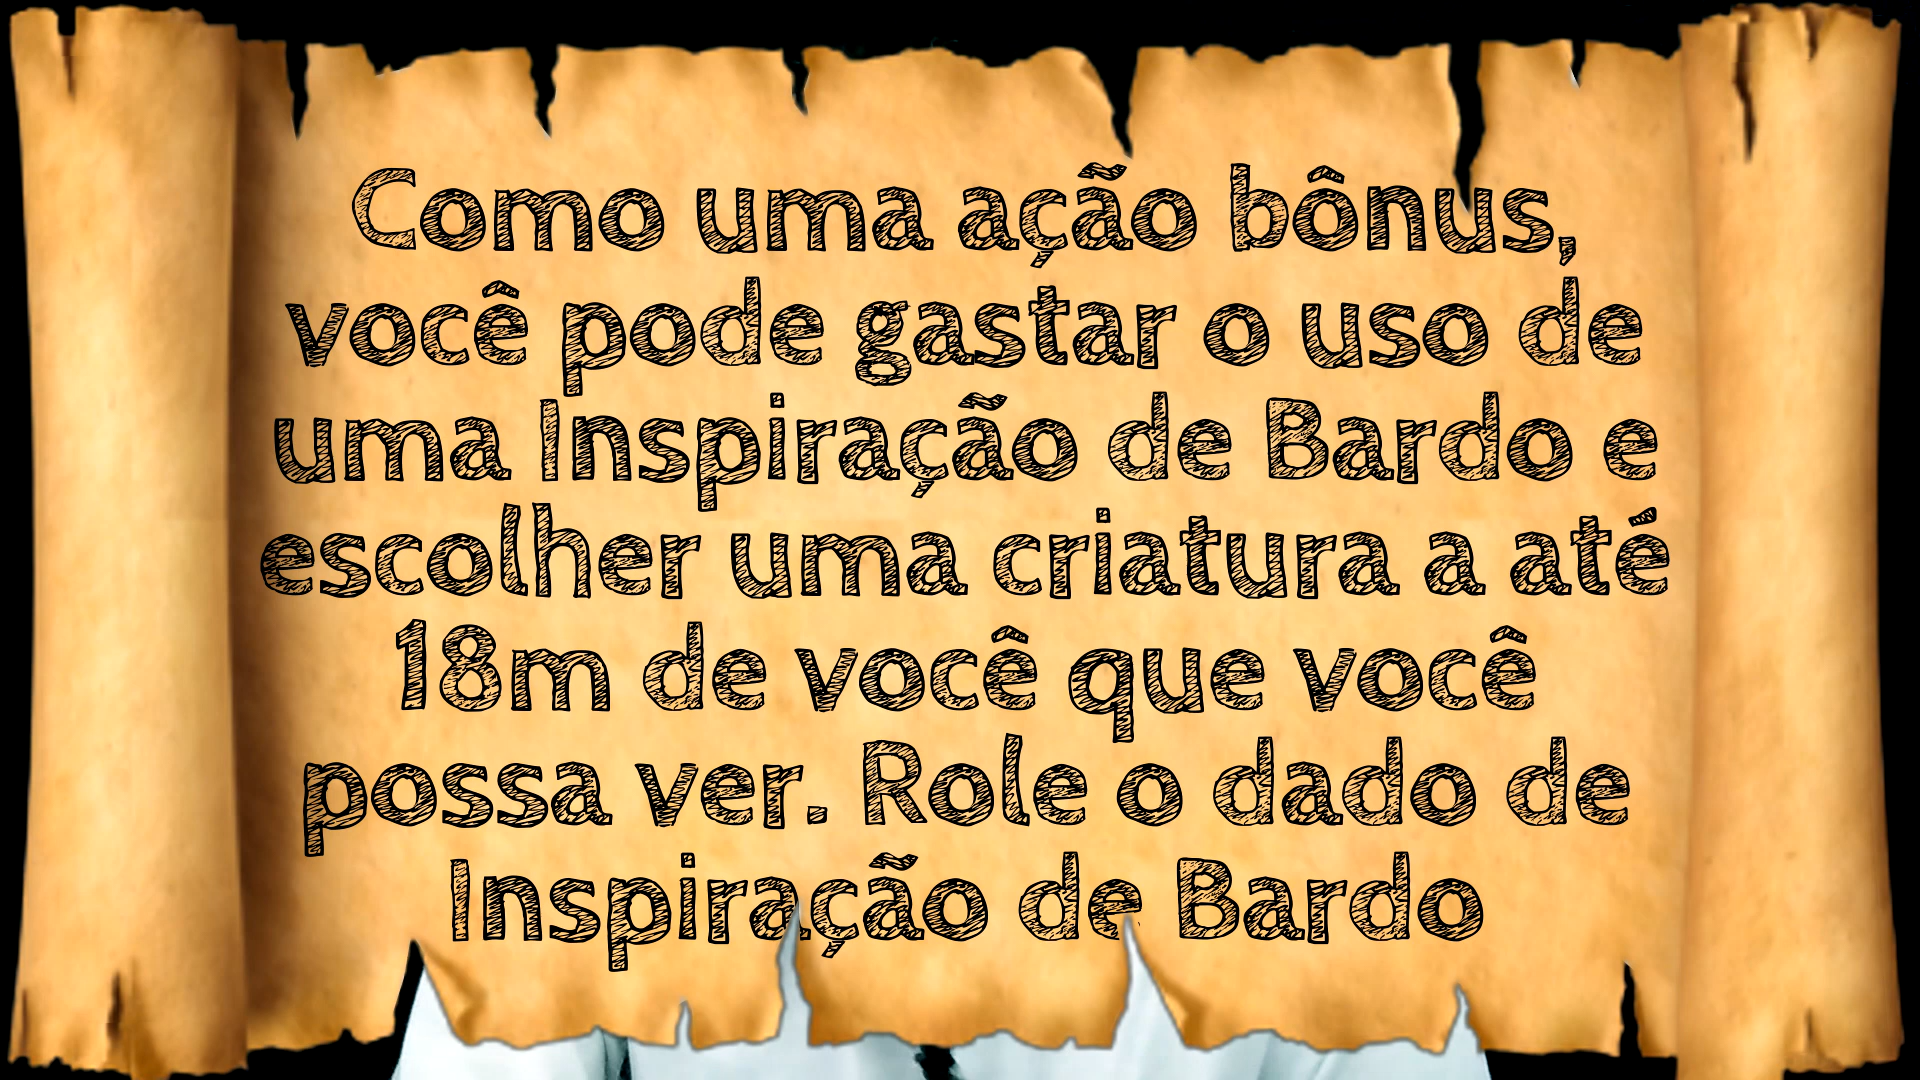 Como uma ação bônus,
você pode gastar o uso de
uma Inspiração de Bardo e
escolher uma criatura a até
18m de você que você
possa ver. Role o dado de
Inspiração de Bardo